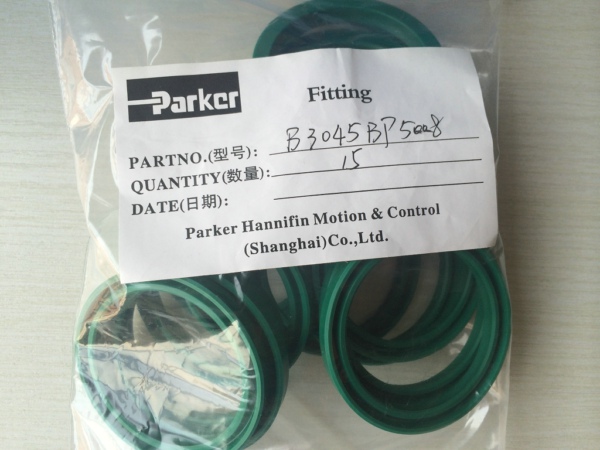 Parker
Fitting
PARTNO.(型号): B3045BP5008
QUANTITY(数量): 15
DATE(日期):
Parker Hannifin Motion & Control
(Shanghai)Co.,Ltd.